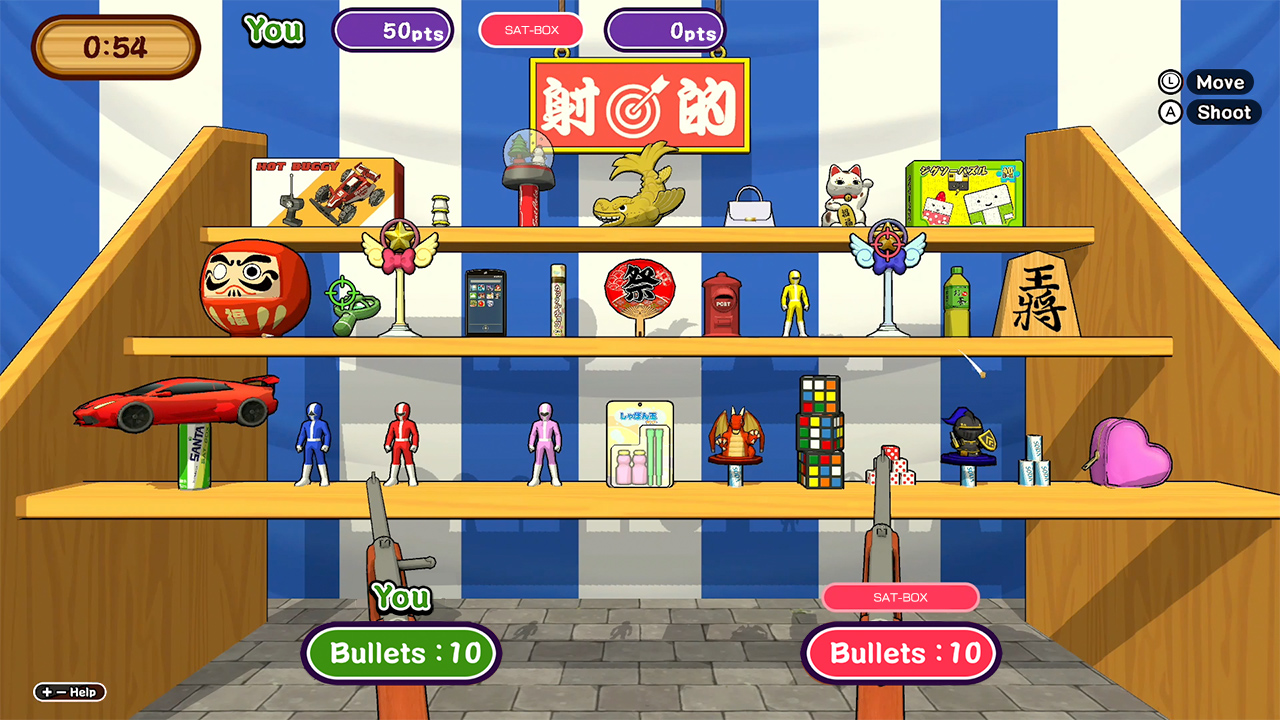 0:54
You
50pts
SAT-BOX
0pts
射的
L Move
A Shoot
HOT BUGGY
ジグソーパズル
福
祭
POST
王将
SANTA
しゃぼん玉
You
SAT-BOX
Bullets : 10
Bullets : 10
+ − Help